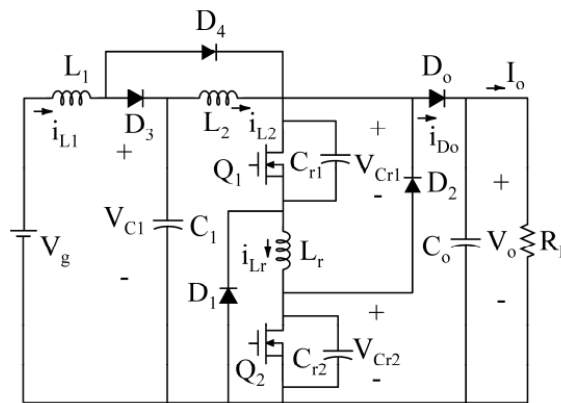 D4
L1
Do
Io
D3
L2
iL1
iL2
iDo
+
+
Q1
Cr1
VCr1
D2
-
+
VC1
C1
Vg
iLr
Lr
Co
Vo
-
D1
+
-
Q2
Cr2
VCr2
-